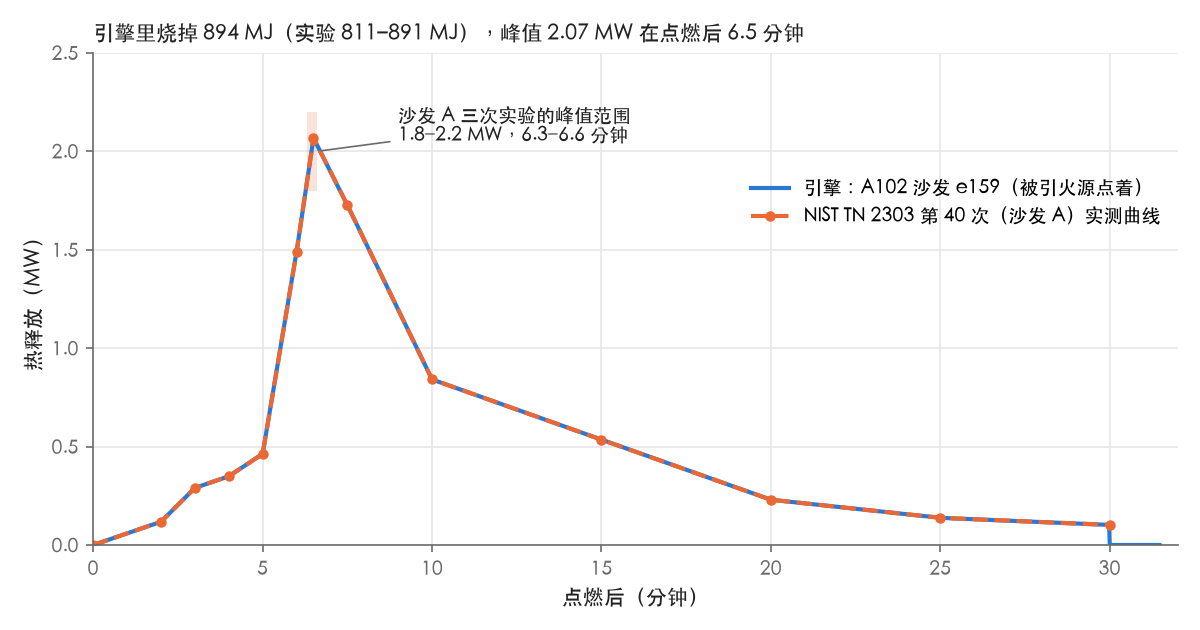 引擎里烧掉 894 MJ（实验 811–891 MJ），峰值 2.07 MW 在点燃后 6.5 分钟
2.5
2.0
1.5
1.0
0.5
0.0
热释放（MW）
沙发 A 三次实验的峰值范围
1.8–2.2 MW，6.3–6.6 分钟
引擎：A102 沙发 e159（被引火源点着）
NIST TN 2303 第 40 次（沙发 A）实测曲线
0 5 10 15 20 25 30
点燃后（分钟）